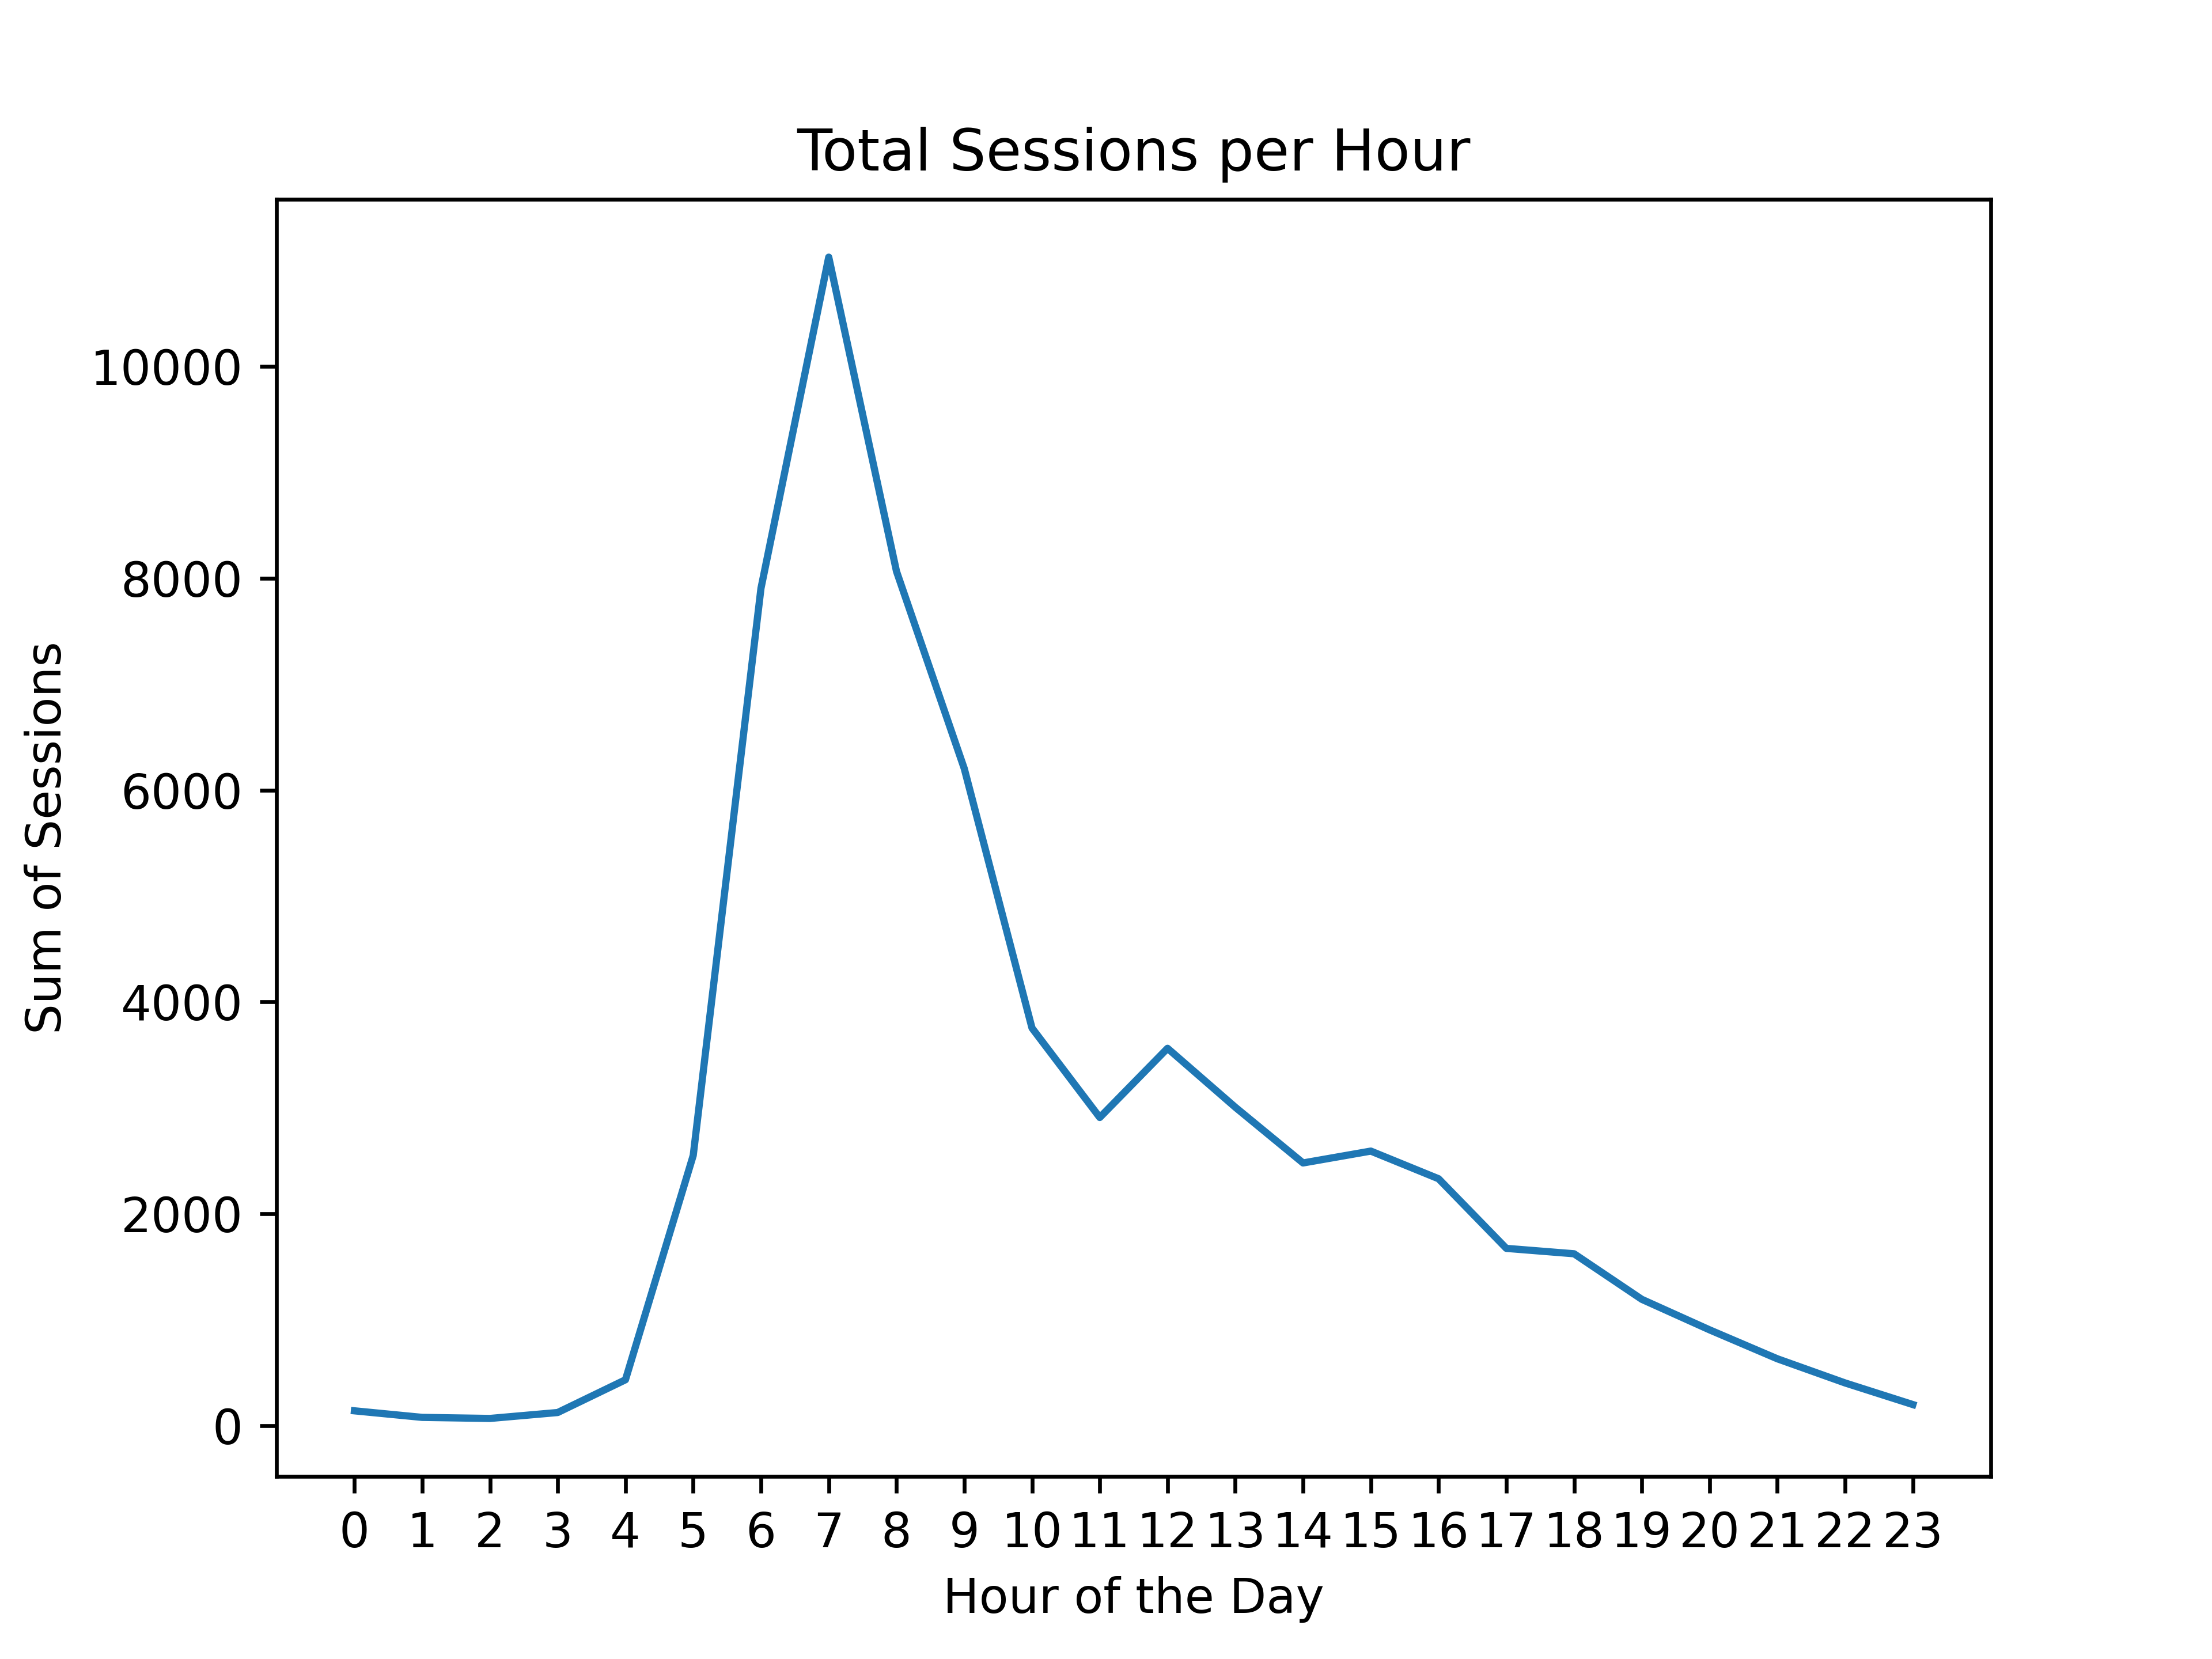 Total Sessions per Hour
10000
8000
6000
4000
2000
0
Sum of Sessions
0 1 2 3 4 5 6 7 8 9 10 11 12 13 14 15 16 17 18 19 20 21 22 23
Hour of the Day